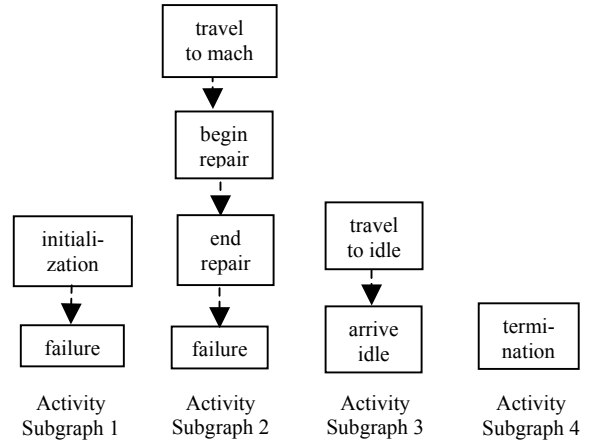 travel
to mach
begin
repair
initiali-
zation
end
repair
travel
to idle
failure
failure
arrive
idle
termi-
nation
Activity
Subgraph 1
Activity
Subgraph 2
Activity
Subgraph 3
Activity
Subgraph 4